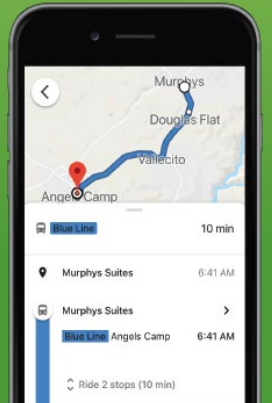 Murphys
Douglas Flat
Vallecito
Angels Camp
Blue Line 10 min
Murphys Suites 6:41 AM
Murphys Suites
Blue Line Angels Camp 6:41 AM
Ride 2 stops (10 min)